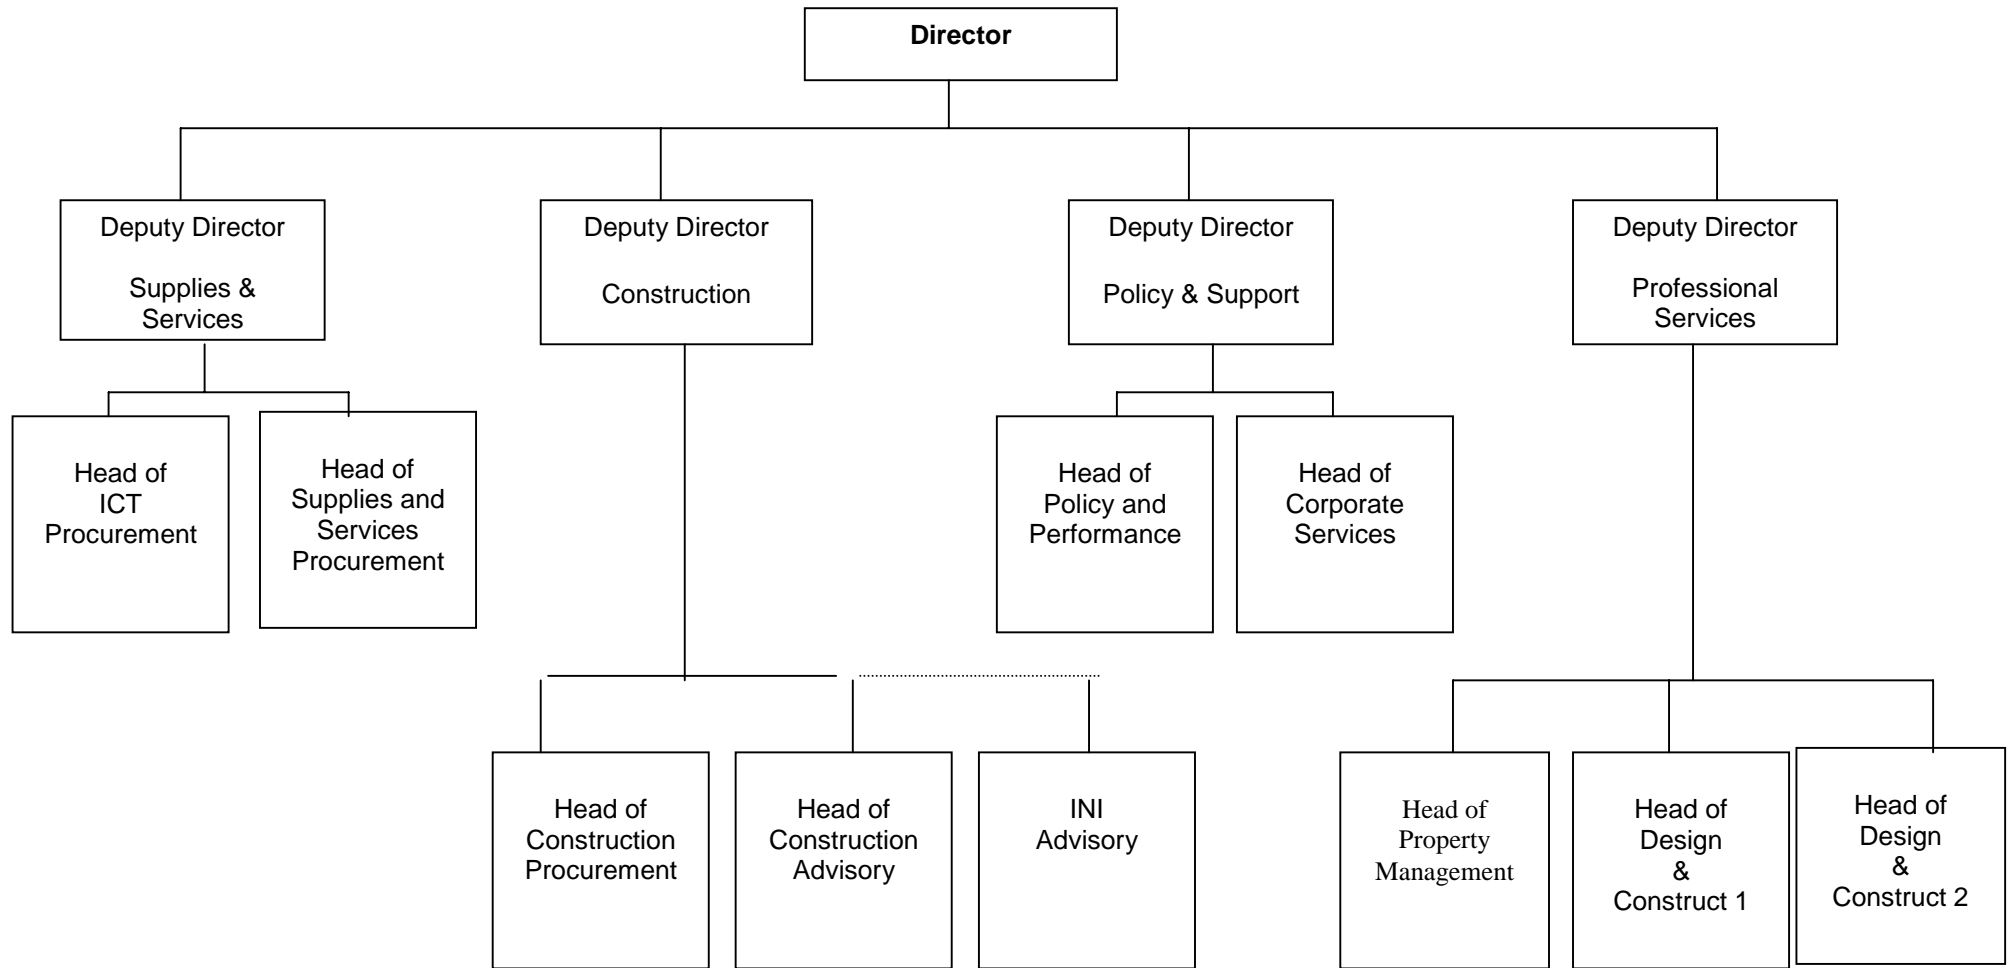 Director
Deputy Director
Supplies &
Services
Deputy Director
Construction
Deputy Director
Policy & Support
Deputy Director
Professional
Services
Head of
ICT
Procurement
Head of
Supplies and
Services
Procurement
Head of
Policy and
Performance
Head of
Corporate
Services
Head of
Construction
Procurement
Head of
Construction
Advisory
INI
Advisory
Head of
Property
Management
Head of
Design
&
Construct 1
Head of
Design
&
Construct 2